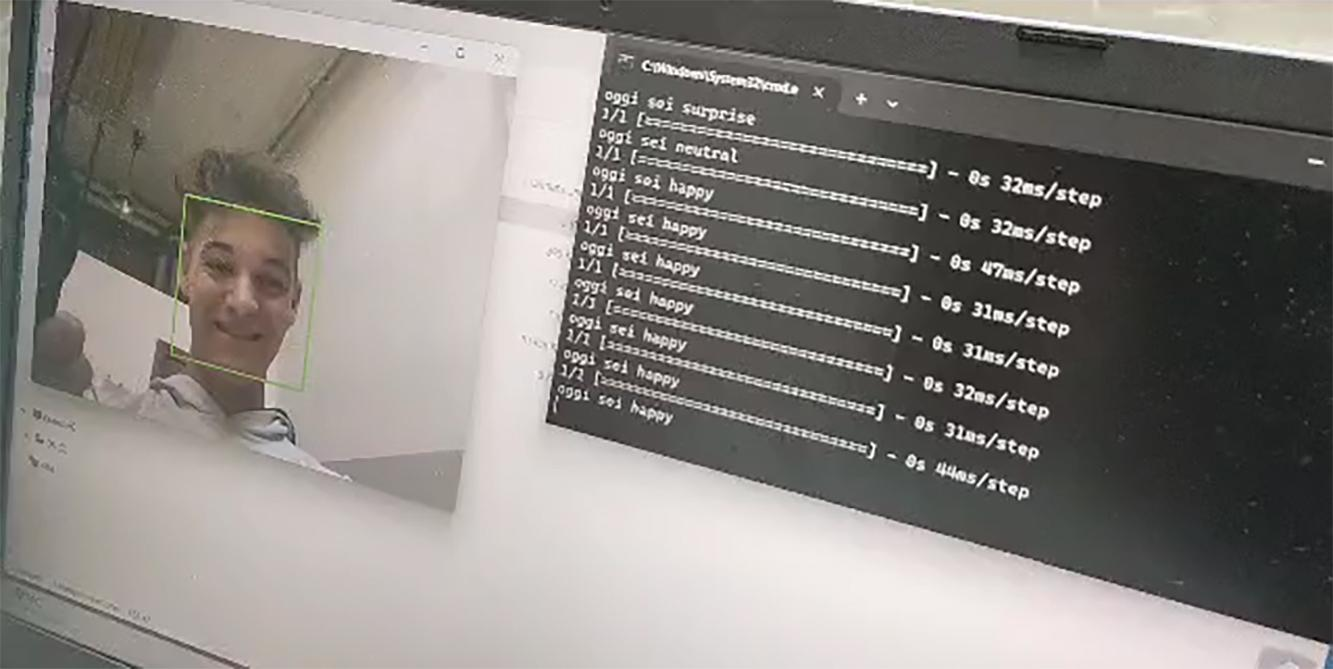 C:\Windows\System32\cmd.e
oggi sei surprise
1/1 [==============================] - 0s 32ms/step
oggi sei neutral
1/1 [==============================] - 0s 32ms/step
oggi sei happy
1/1 [==============================] - 0s 47ms/step
oggi sei happy
1/1 [==============================] - 0s 31ms/step
oggi sei happy
1/1 [==============================] - 0s 31ms/step
oggi sei happy
1/1 [==============================] - 0s 32ms/step
oggi sei happy
1/1 [==============================] - 0s 31ms/step
oggi sei happy
1/1 [==============================] - 0s 44ms/step
oggi sei happy